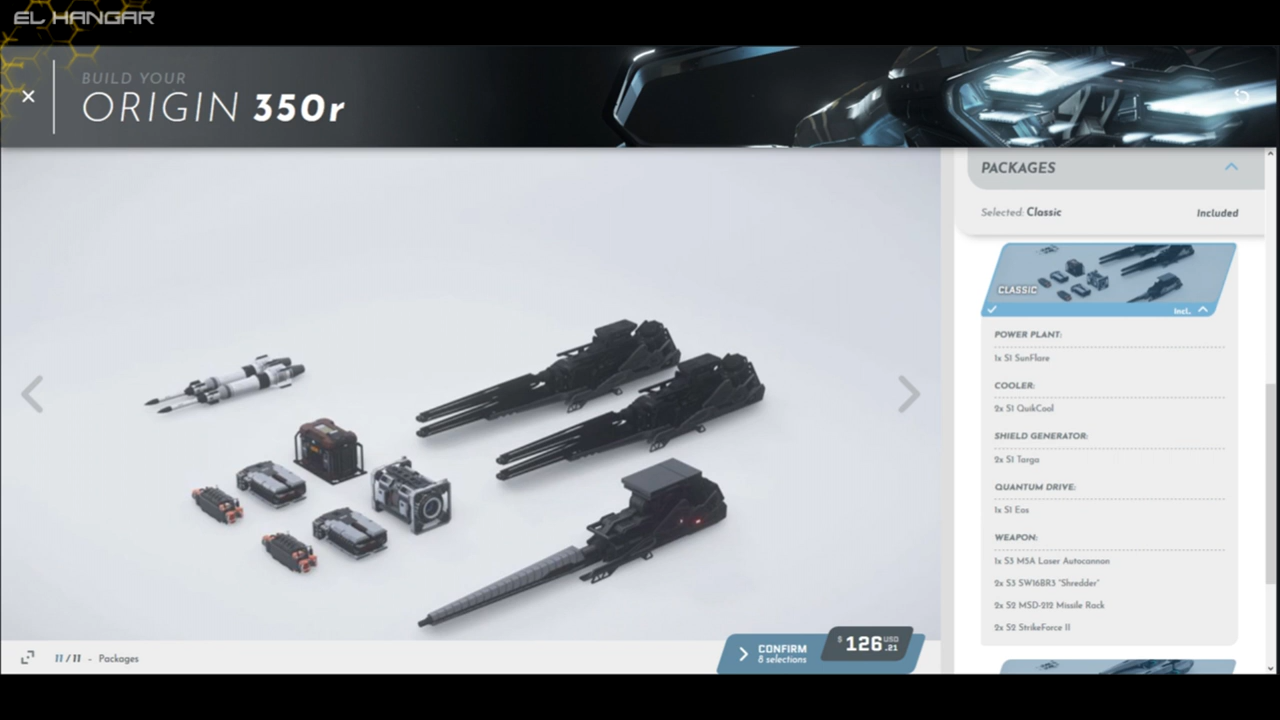 EL HANGAR
BUILD YOUR
ORIGIN 350r
PACKAGES
Selected: Classic
Included
CLASSIC
Incl.
POWER PLANT:
1x S1 SunFlare
COOLER:
2x S1 QuikCool
SHIELD GENERATOR:
2x S1 Targa
QUANTUM DRIVE:
1x S1 Eos
WEAPON:
1x S3 M5A Laser Autocannon
2x S3 SW16BR3 "Shredder"
2x S2 MSD-212 Missile Rack
2x S2 StrikeForce II
11 / 11 - Packages
CONFIRM
8 selections
$ 126 USD .21